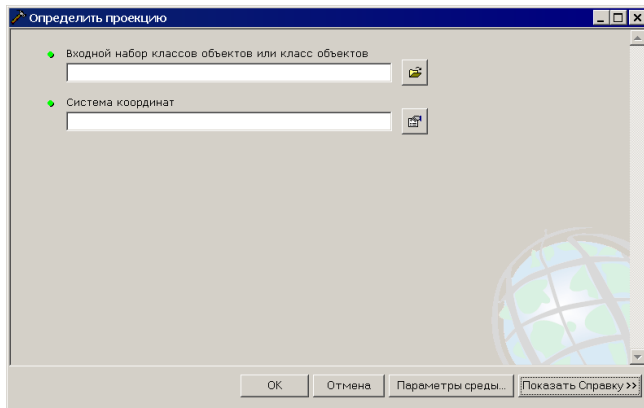 Определить проекцию
Входной набор классов объектов или класс объектов
Система координат
OK
Отмена
Параметры среды...
Показать Справку >>